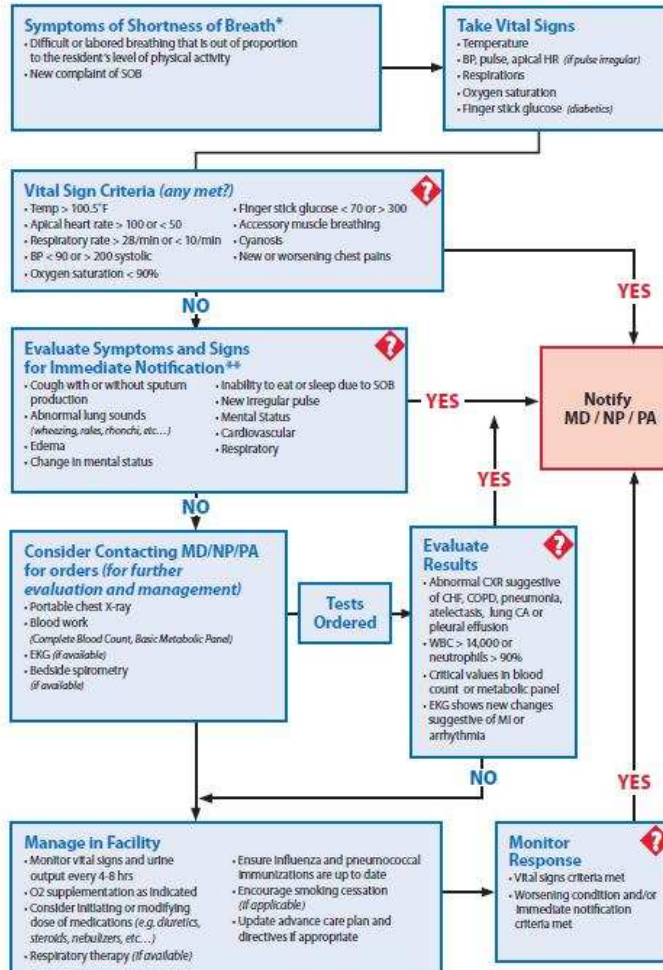 Symptoms of Shortness of Breath*
• Difficult or labored breathing that is out of proportion
to the resident's level of physical activity
• New complaint of SOB
Take Vital Signs
• Temperature
• BP, pulse, apical HR (if pulse irregular)
• Respirations
• Oxygen saturation
• Finger stick glucose (diabetics)
Vital Sign Criteria (any met?)
?
• Temp > 100.5°F
• Apical heart rate > 100 or < 50
• Respiratory rate > 28/min or < 10/min
• BP < 90 or > 200 systolic
• Oxygen saturation < 90%
• Finger stick glucose < 70 or > 300
• Accessory muscle breathing
• Cyanosis
• New or worsening chest pains
YES
NO
Evaluate Symptoms and Signs
for Immediate Notification**
?
• Cough with or without sputum
production
• Abnormal lung sounds
(wheezing, rales, rhonchi, etc…)
• Edema
• Change in mental status
• Inability to eat or sleep due to SOB
• New irregular pulse
• Mental Status
• Cardiovascular
• Respiratory
YES
Notify
MD / NP / PA
NO
YES
Consider Contacting MD/NP/PA
for orders (for further
evaluation and management)
• Portable chest X-ray
• Blood work
(Complete Blood Count, Basic Metabolic Panel)
• EKG (if available)
• Bedside spirometry
(if available)
Tests
Ordered
Evaluate
Results
?
• Abnormal CXR suggestive
of CHF, COPD, pneumonia,
atelectasis, lung CA or
pleural effusion
• WBC > 14,000 or
neutrophils > 90%
• Critical values in blood
count or metabolic panel
• EKG shows new changes
suggestive of MI or
arrhythmia
NO
YES
Manage in Facility
• Monitor vital signs and urine
output every 4-8 hrs
• O2 supplementation as indicated
• Consider initiating or modifying
dose of medications (e.g. diuretics,
steroids, nebulizers, etc…)
• Respiratory therapy (if available)
• Ensure influenza and pneumococcal
immunizations are up to date
• Encourage smoking cessation
(if applicable)
• Update advance care plan and
directives if appropriate
Monitor
Response
?
• Vital signs criteria met
• Worsening condition and/or
immediate notification
criteria met